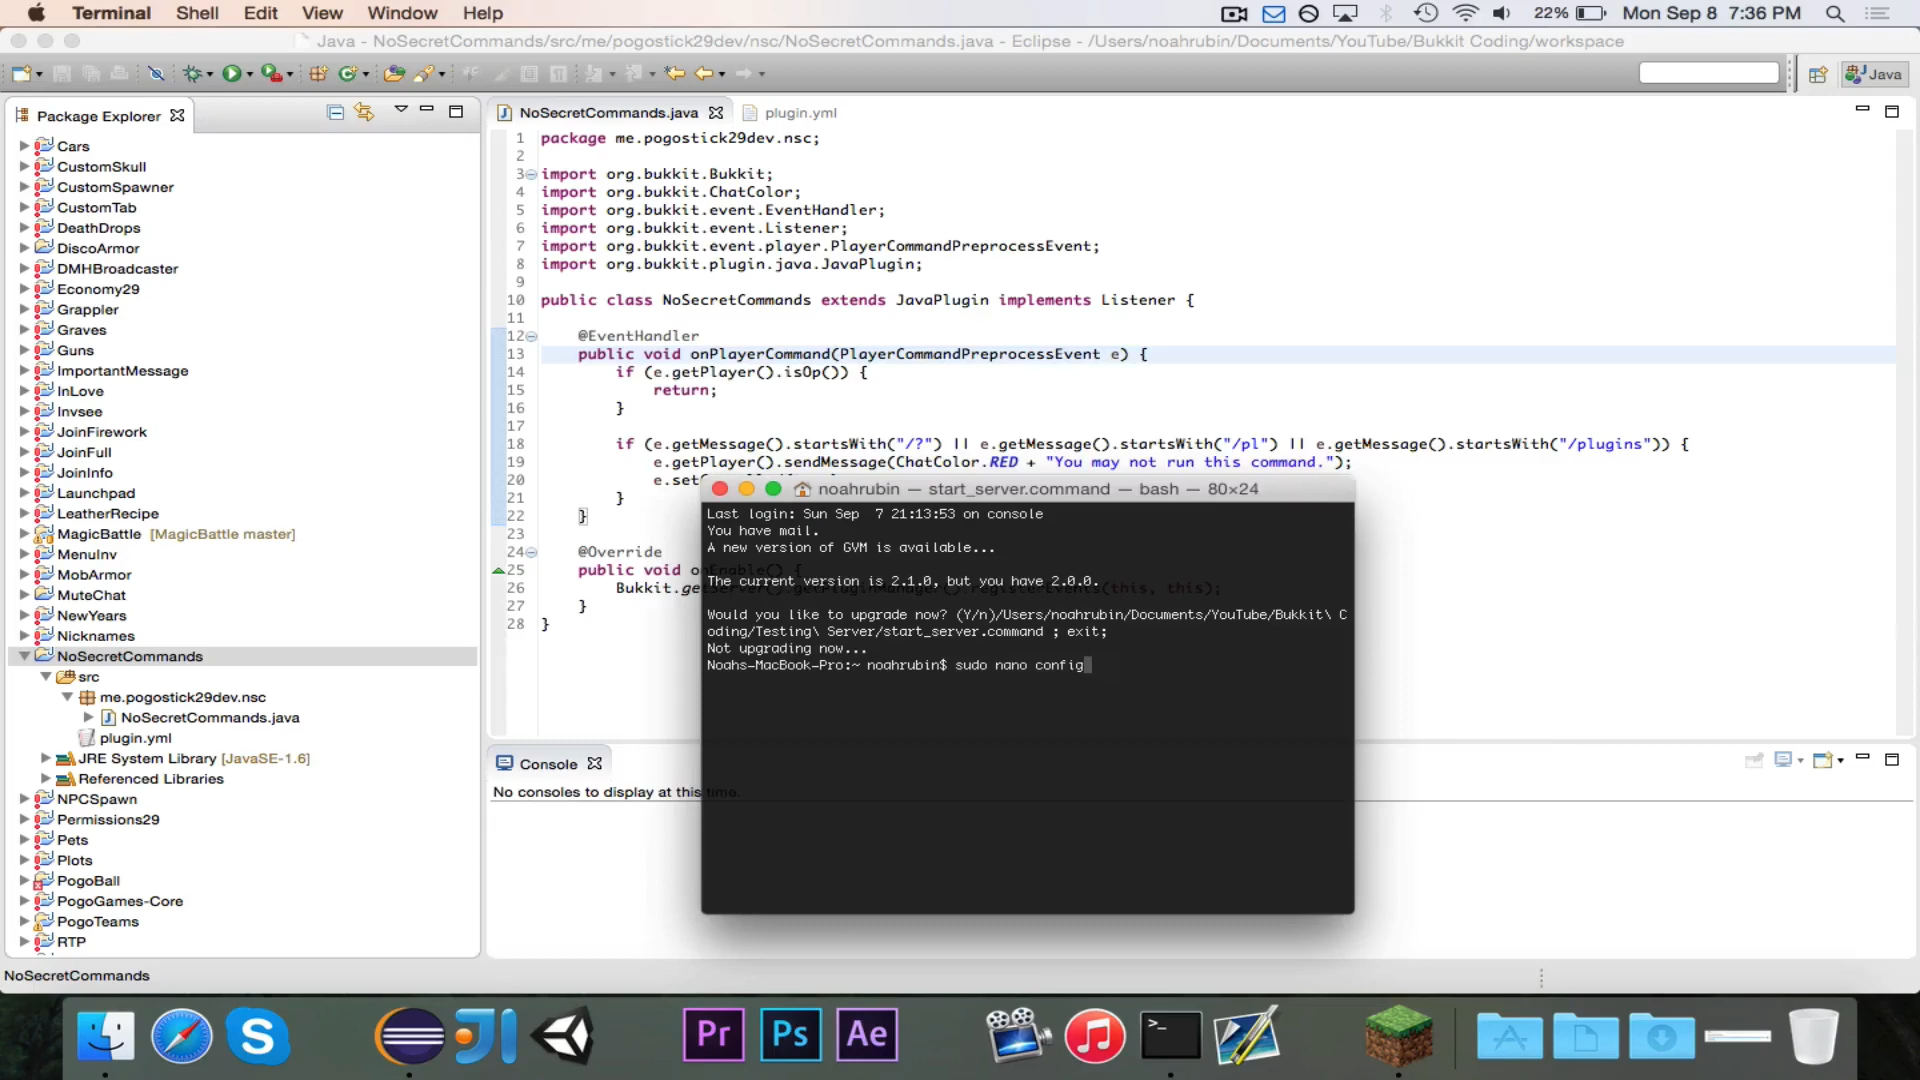 Terminal Shell Edit View Window Help 22% Mon Sep 8 7:36 PM
Java - NoSecretCommands/src/me/pogostick29dev/nsc/NoSecretCommands.java - Eclipse - /Users/noahrubin/Documents/YouTube/Bukkit Coding/workspace
Java
Package Explorer
Cars
CustomSkull
CustomSpawner
CustomTab
DeathDrops
DiscoArmor
DMHBroadcaster
Economy29
Grappler
Graves
Guns
ImportantMessage
InLove
Invsee
JoinFirework
JoinFull
JoinInfo
Launchpad
LeatherRecipe
MagicBattle [MagicBattle master]
MenuInv
MobArmor
MuteChat
NewYears
Nicknames
NoSecretCommands
src
me.pogostick29dev.nsc
NoSecretCommands.java
plugin.yml
JRE System Library [JavaSE-1.6]
Referenced Libraries
NPCSpawn
Permissions29
Pets
Plots
PogoBall
PogoGames-Core
PogoTeams
RTP
NoSecretCommands
NoSecretCommands.java plugin.yml
1 package me.pogostick29dev.nsc;
2
3 import org.bukkit.Bukkit;
4 import org.bukkit.ChatColor;
5 import org.bukkit.event.EventHandler;
6 import org.bukkit.event.Listener;
7 import org.bukkit.event.player.PlayerCommandPreprocessEvent;
8 import org.bukkit.plugin.java.JavaPlugin;
9
10 public class NoSecretCommands extends JavaPlugin implements Listener {
11
12 @EventHandler
13 public void onPlayerCommand(PlayerCommandPreprocessEvent e) {
14 if (e.getPlayer().isOp()) {
15 return;
16 }
17
18 if (e.getMessage().startsWith("/?") || e.getMessage().startsWith("/pl") || e.getMessage().startsWith("/plugins")) {
19 e.getPlayer().sendMessage(ChatColor.RED + "You may not run this command.");
20 e.set
21 }
22 }
23
24 @Override
25 public void onEnable() {
26 Bukkit.getServer().getPluginManager().registerEvents(this, this);
27 }
28 }
noahrubin — start_server.command — bash — 80×24
Last login: Sun Sep 7 21:13:53 on console
You have mail.
A new version of GVM is available...
The current version is 2.1.0, but you have 2.0.0.
Would you like to upgrade now? (Y/n)/Users/noahrubin/Documents/YouTube/Bukkit\ C
oding/Testing\ Server/start_server.command ; exit;
Not upgrading now...
Noahs-MacBook-Pro:~ noahrubin$ sudo nano config
Console
No consoles to display at this time.
Pr Ps Ae